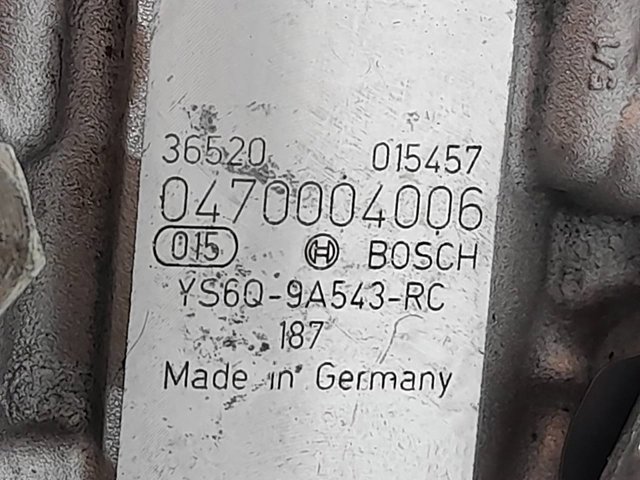 36520 015457
0470004006
015 BOSCH
YS6Q-9A543-RC
187
Made in Germany